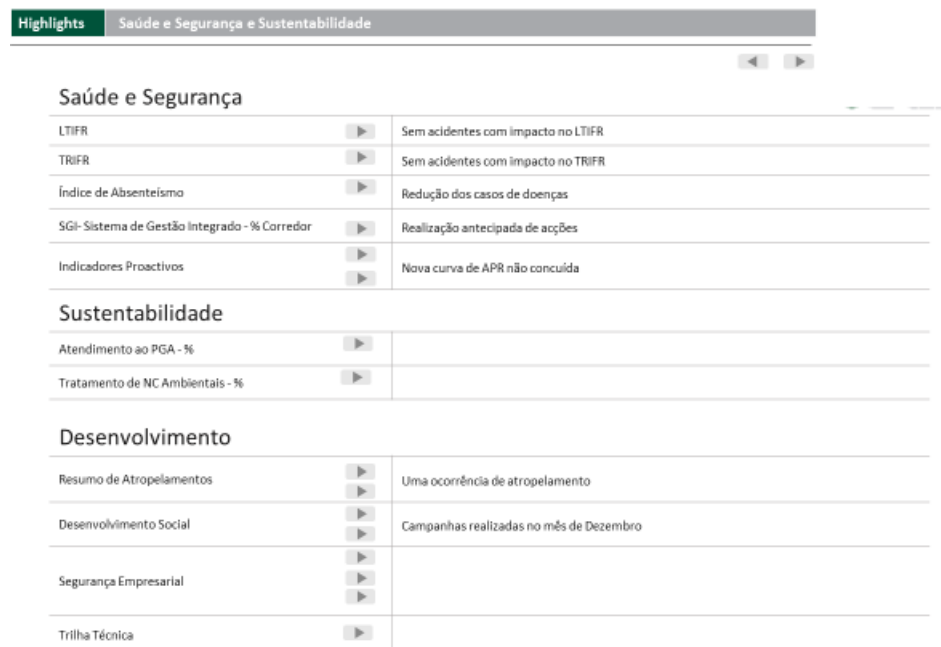 Highlights Saúde e Segurança e Sustentabilidade
Saúde e Segurança
LTIFR Sem acidentes com impacto no LTIFR
TRIFR Sem acidentes com impacto no TRIFR
Índice de Absenteísmo Redução dos casos de doenças
SGI- Sistema de Gestão Integrado - % Corredor Realização antecipada de acções
Indicadores Proactivos Nova curva de APR não concuída
Sustentabilidade
Atendimento ao PGA - %
Tratamento de NC Ambientais - %
Desenvolvimento
Resumo de Atropelamentos Uma ocorrência de atropelamento
Desenvolvimento Social Campanhas realizadas no mês de Dezembro
Segurança Empresarial
Trilha Técnica